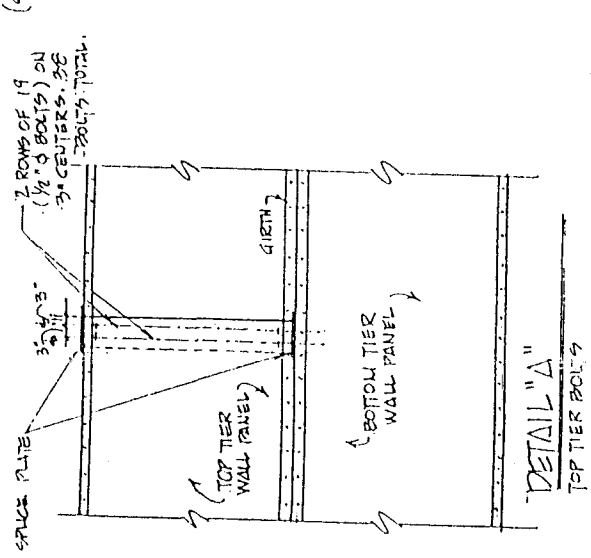 2 ROWS OF 19
(1/2" φ BOLTS) ON
3" CENTERS. 38
BOLTS TOTAL.
SPLICE PLATE
3" 3"
GIRTH
TOP TIER
WALL PANEL
BOTTOM TIER
WALL PANEL
DETAIL "A"
TOP TIER BOLTS